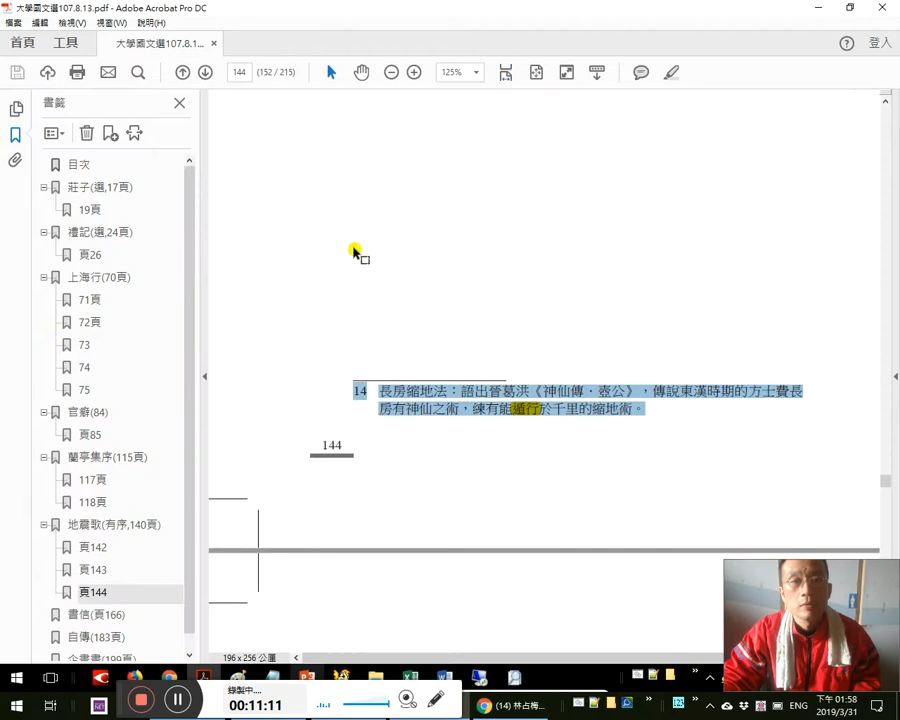 大學國文選107.8.13.pdf - Adobe Acrobat Pro DC
檔案 編輯 檢視(V) 視窗(W) 說明(H)
首頁 工具 大學國文選107.8.1... × 登入
144 (152 / 215) 125%
書籤
目次
莊子(選,17頁)
19頁
禮記(選,24頁)
頁26
上海行(70頁)
71頁
72頁
73
74
75
官癖(84)
頁85
蘭亭集序(115頁)
117頁
118頁
地震歌(有序,140頁)
頁142
頁143
頁144
書信(頁166)
自傳(183頁)
企畫書(199頁)
14 長房縮地法：語出晉葛洪《神仙傳．壺公》，傳說東漢時期的方士費長
房有神仙之術，練有能遁行於千里的縮地術。
144
196 x 256 公釐
錄製中....
00:11:11
(14) 林占梅...
下午 01:58
2019/3/31